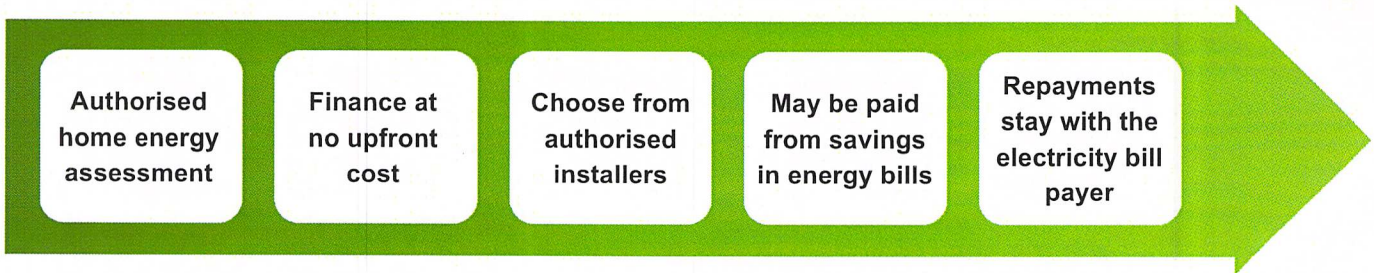 Authorised
home energy
assessment
Finance at
no upfront
cost
Choose from
authorised
installers
May be paid
from savings
in energy bills
Repayments
stay with the
electricity bill
payer